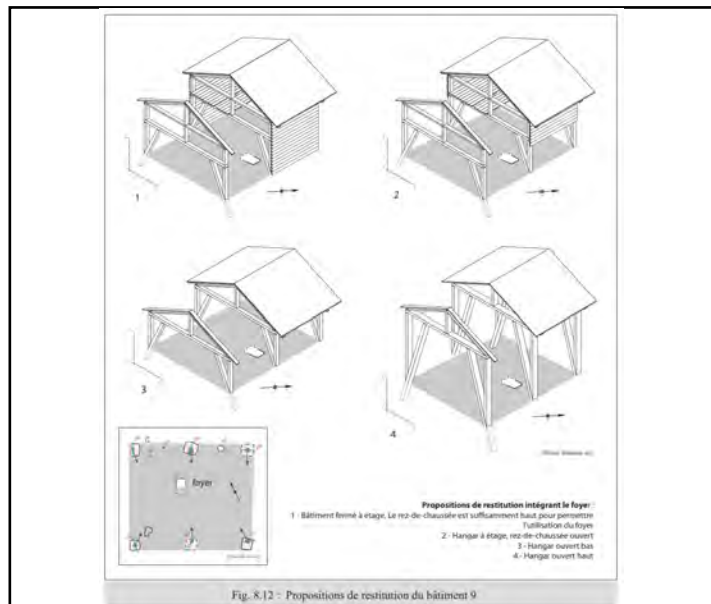 1
2
3
4
foyer
Propositions de restitution intégrant le foyer :
1 - Bâtiment fermé à étage, Le rez-de-chaussée est suffisamment haut pour permettre
l'utilisation du foyer
2 - Hangar à étage, rez-de-chaussée ouvert
3 - Hangar ouvert bas
4 - Hangar ouvert haut
Fig. 8.12 : Propositions de restitution du bâtiment 9